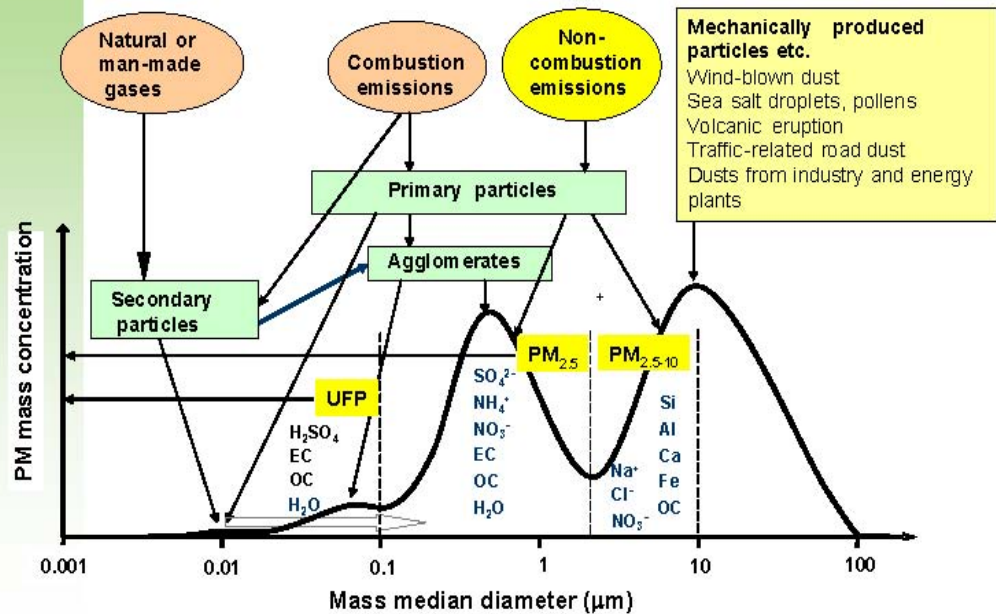 Natural or
man-made
gases
Combustion
emissions
Non-
combustion
emissions
Mechanically produced
particles etc.
Wind-blown dust
Sea salt droplets, pollens
Volcanic eruption
Traffic-related road dust
Dusts from industry and energy
plants
Primary particles
Agglomerates
Secondary
particles
+
PM mass concentration
PM₂.₅
PM₂.₅₋₁₀
UFP
H₂SO₄
EC
OC
H₂O
SO₄²⁻
NH₄⁺
NO₃⁻
EC
OC
H₂O
Na⁺
Cl⁻
NO₃⁻
Si
Al
Ca
Fe
OC
0.001 0.01 0.1 1 10 100
Mass median diameter (µm)